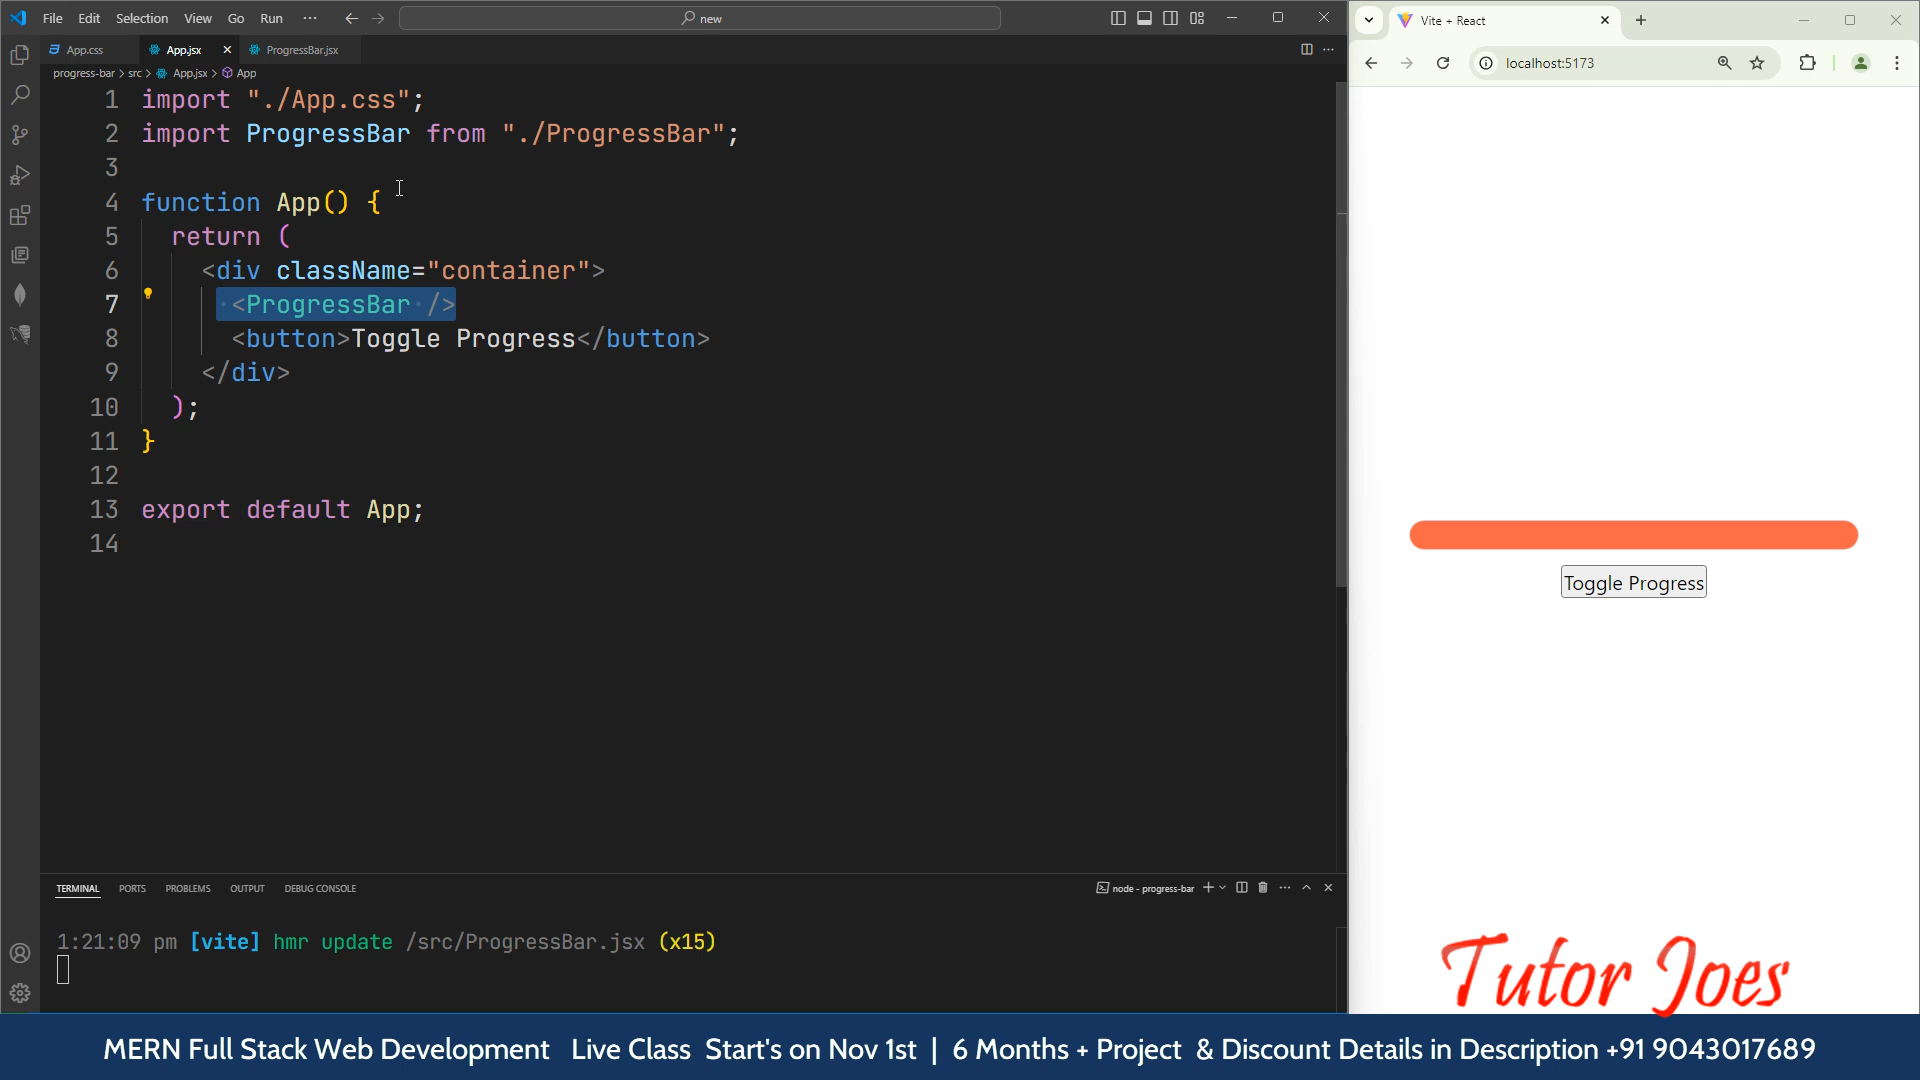 File Edit Selection View Go Run ··· new
App.css App.jsx ProgressBar.jsx
progress-bar > src > App.jsx > App
1 import "./App.css";
2 import ProgressBar from "./ProgressBar";
3
4 function App() {
5 return (
6 <div className="container">
7 <ProgressBar />
8 <button>Toggle Progress</button>
9 </div>
10 );
11 }
12
13 export default App;
14
TERMINAL PORTS PROBLEMS OUTPUT DEBUG CONSOLE node - progress-bar
1:21:09 pm [vite] hmr update /src/ProgressBar.jsx (x15)
Vite + React
localhost:5173
Toggle Progress
Tutor Joes
MERN Full Stack Web Development Live Class Start's on Nov 1st | 6 Months + Project & Discount Details in Description +91 9043017689